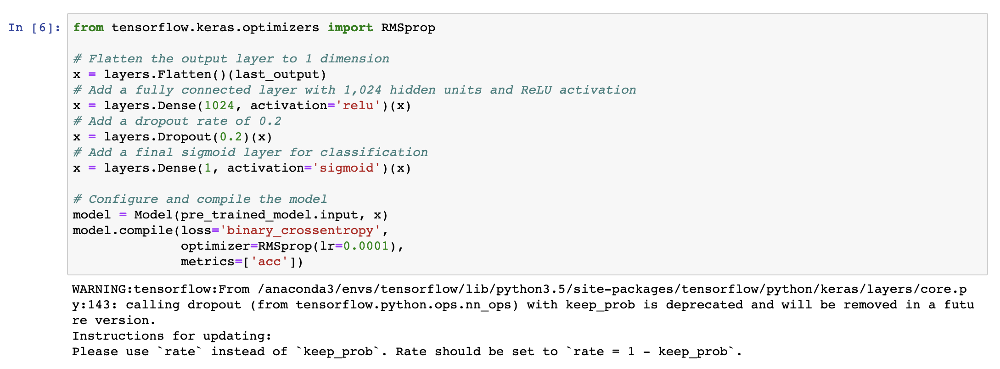 In [6]: from tensorflow.keras.optimizers import RMSprop
# Flatten the output layer to 1 dimension
x = layers.Flatten()(last_output)
# Add a fully connected layer with 1,024 hidden units and ReLU activation
x = layers.Dense(1024, activation='relu')(x)
# Add a dropout rate of 0.2
x = layers.Dropout(0.2)(x)
# Add a final sigmoid layer for classification
x = layers.Dense(1, activation='sigmoid')(x)
# Configure and compile the model
model = Model(pre_trained_model.input, x)
model.compile(loss='binary_crossentropy',
              optimizer=RMSprop(lr=0.0001),
              metrics=['acc'])
WARNING:tensorflow:From /anaconda3/envs/tensorflow/lib/python3.5/site-packages/tensorflow/python/keras/layers/core.p
y:143: calling dropout (from tensorflow.python.ops.nn_ops) with keep_prob is deprecated and will be removed in a futu
re version.
Instructions for updating:
Please use `rate` instead of `keep_prob`. Rate should be set to `rate = 1 - keep_prob`.